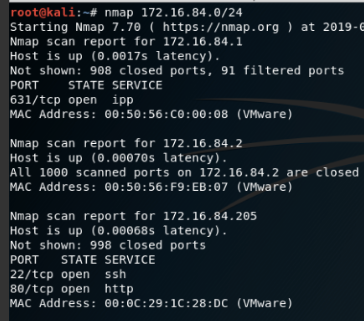 root@kali:~# nmap 172.16.84.0/24
Starting Nmap 7.70 ( https://nmap.org ) at 2019-0
Nmap scan report for 172.16.84.1
Host is up (0.0017s latency).
Not shown: 908 closed ports, 91 filtered ports
PORT    STATE SERVICE
631/tcp open  ipp
MAC Address: 00:50:56:C0:00:08 (VMware)

Nmap scan report for 172.16.84.2
Host is up (0.00070s latency).
All 1000 scanned ports on 172.16.84.2 are closed
MAC Address: 00:50:56:F9:EB:07 (VMware)

Nmap scan report for 172.16.84.205
Host is up (0.00068s latency).
Not shown: 998 closed ports
PORT   STATE SERVICE
22/tcp open  ssh
80/tcp open  http
MAC Address: 00:0C:29:1C:28:DC (VMware)